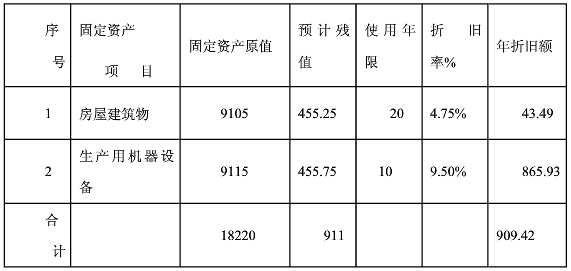 序号 固定资产项目 固定资产原值 预计残值 使用年限 折旧率% 年折旧额
1 房屋建筑物 9105 455.25 20 4.75% 43.49
2 生产用机器设备 9115 455.75 10 9.50% 865.93
合计 18220 911 909.42